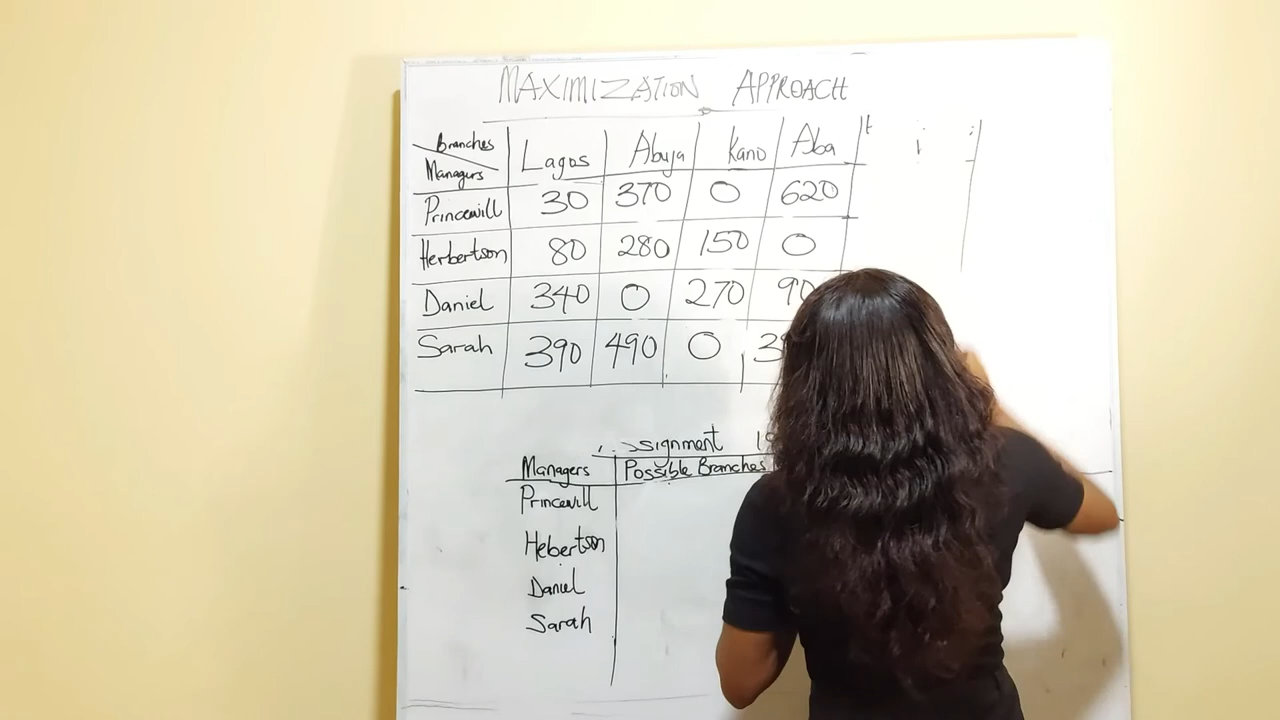 MAXIMIZATION APPROACH
Branches
Managers
Lagos Abuja Kano Aba
Princewill 30 370 0 620
Herbertson 80 280 150 0
Daniel 340 0 270 90
Sarah 390 490 0
Managers Possible Branches
Princewill
Hebertson
Daniel
Sarah